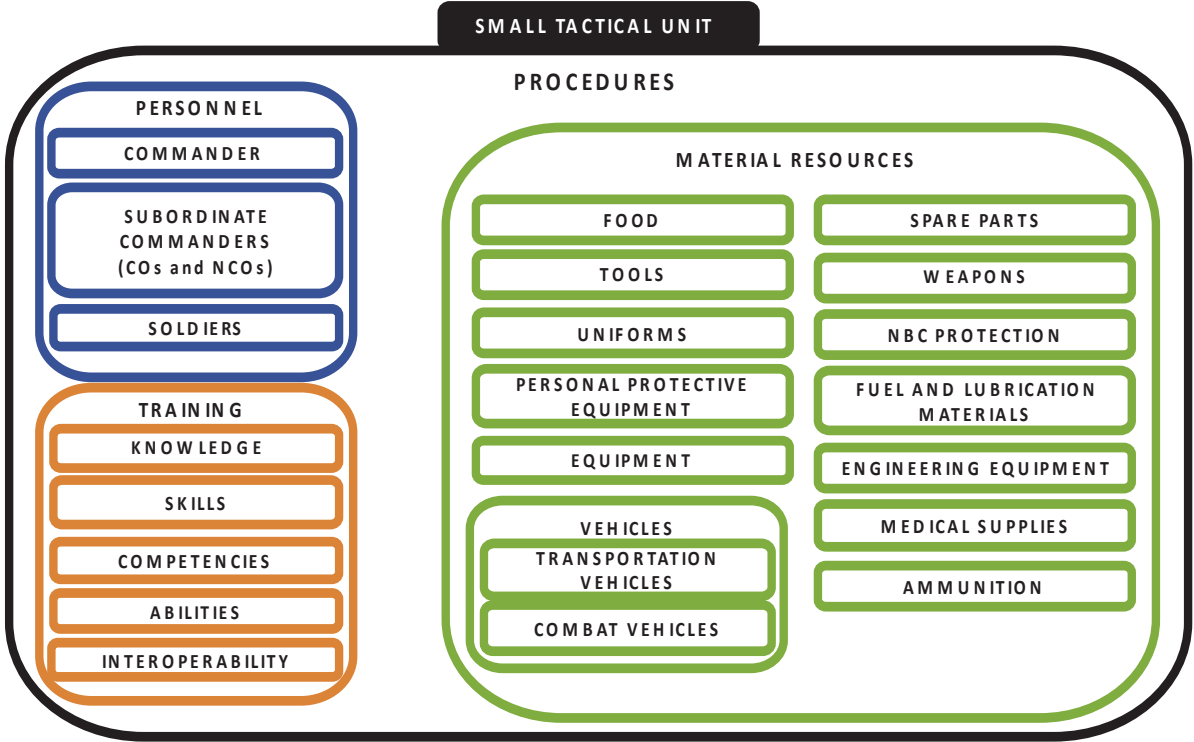 SMALL TACTICAL UNIT
PROCEDURES
PERSONNEL
COMMANDER
SUBORDINATE
COMMANDERS
(COs and NCOs)
SOLDIERS
TRAINING
KNOWLEDGE
SKILLS
COMPETENCIES
ABILITIES
INTEROPERABILITY
MATERIAL RESOURCES
FOOD
TOOLS
UNIFORMS
PERSONAL PROTECTIVE
EQUIPMENT
EQUIPMENT
VEHICLES
TRANSPORTATION
VEHICLES
COMBAT VEHICLES
SPARE PARTS
WEAPONS
NBC PROTECTION
FUEL AND LUBRICATION
MATERIALS
ENGINEERING EQUIPMENT
MEDICAL SUPPLIES
AMMUNITION